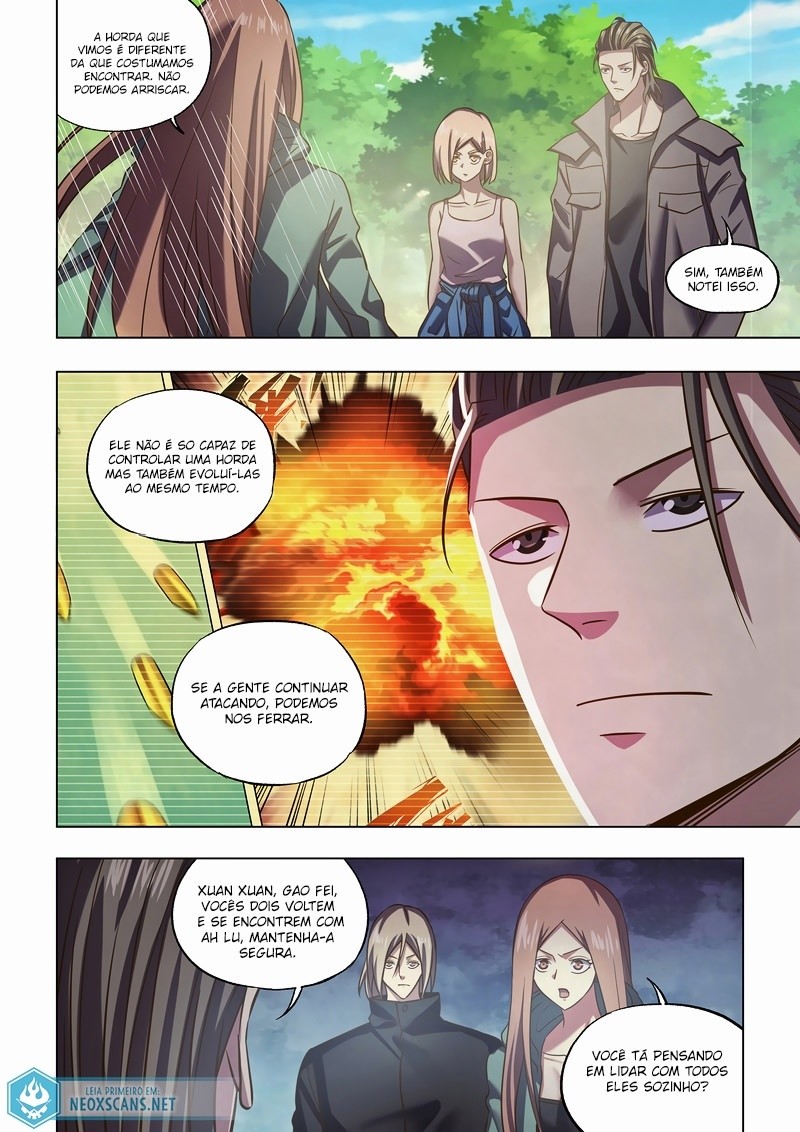 A HORDA QUE
VIMOS É DIFERENTE
DA QUE COSTUMAMOS
ENCONTRAR. NÃO
PODEMOS ARRISCAR.
SIM, TAMBÉM
NOTEI ISSO.
ELE NÃO É SO CAPAZ DE
CONTROLAR UMA HORDA
MAS TAMBÉM EVOLUÍ-LAS
AO MESMO TEMPO.
SE A GENTE CONTINUAR
ATACANDO, PODEMOS
NOS FERRAR.
XUAN XUAN, GAO FEI,
VOCÊS DOIS VOLTEM
E SE ENCONTREM COM
AH LU, MANTENHA-A
SEGURA.
VOCÊ TÁ PENSANDO
EM LIDAR COM TODOS
ELES SOZINHO?
LEIA PRIMEIRO EM:
NEOXSCANS.NET